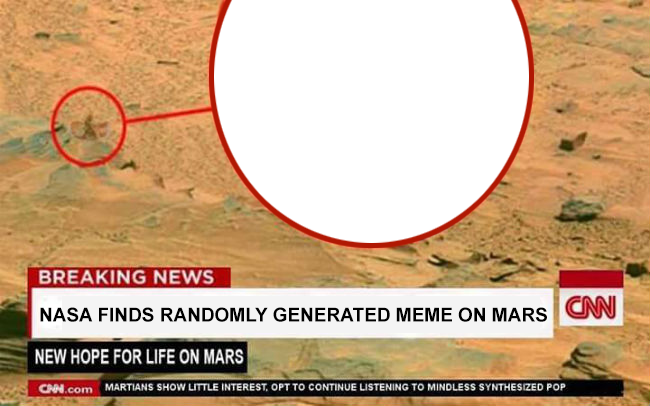 BREAKING NEWS
NASA FINDS RANDOMLY GENERATED MEME ON MARS
CNN
NEW HOPE FOR LIFE ON MARS
CNN.com MARTIANS SHOW LITTLE INTEREST, OPT TO CONTINUE LISTENING TO MINDLESS SYNTHESIZED POP